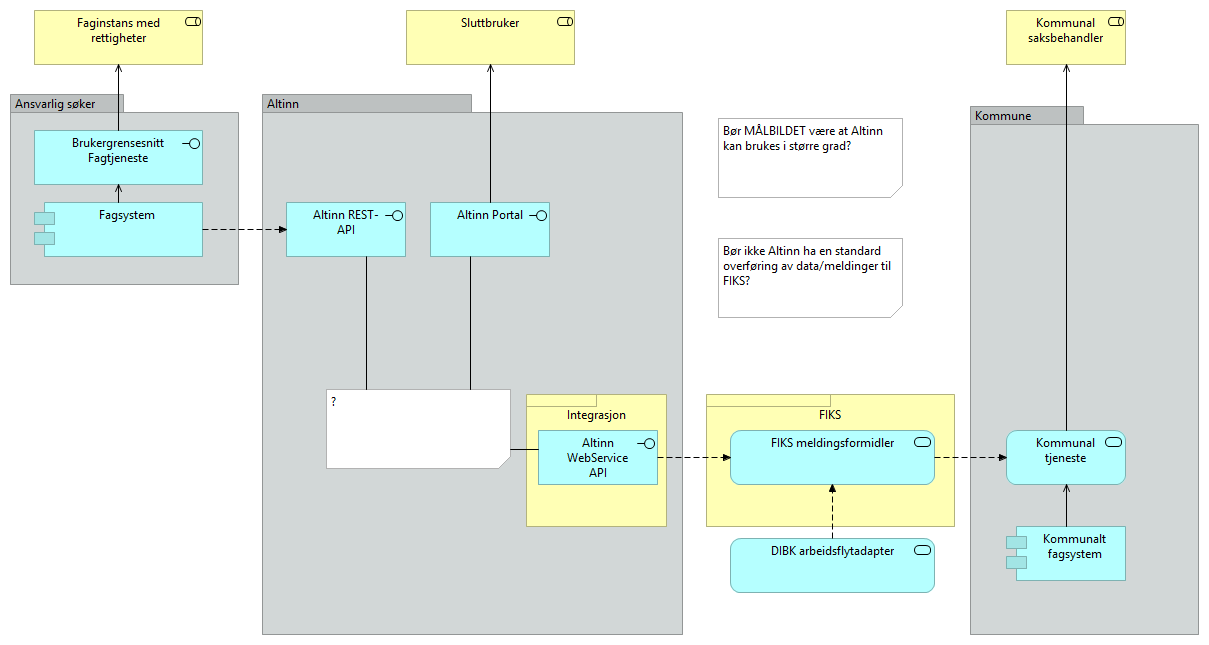 Faginstans med
rettigheter
Sluttbruker
Kommunal
saksbehandler
Ansvarlig søker
Altinn
Kommune
Brukergrensesnitt
Fagtjeneste
Bør MÅLBILDET være at Altinn
kan brukes i større grad?
Fagsystem
Altinn REST-
API
Altinn Portal
Bør ikke Altinn ha en standard
overføring av data/meldinger til
FIKS?
?
Integrasjon
Altinn
WebService
API
FIKS
FIKS meldingsformidler
Kommunal
tjeneste
DIBK arbeidsflytadapter
Kommunalt
fagsystem